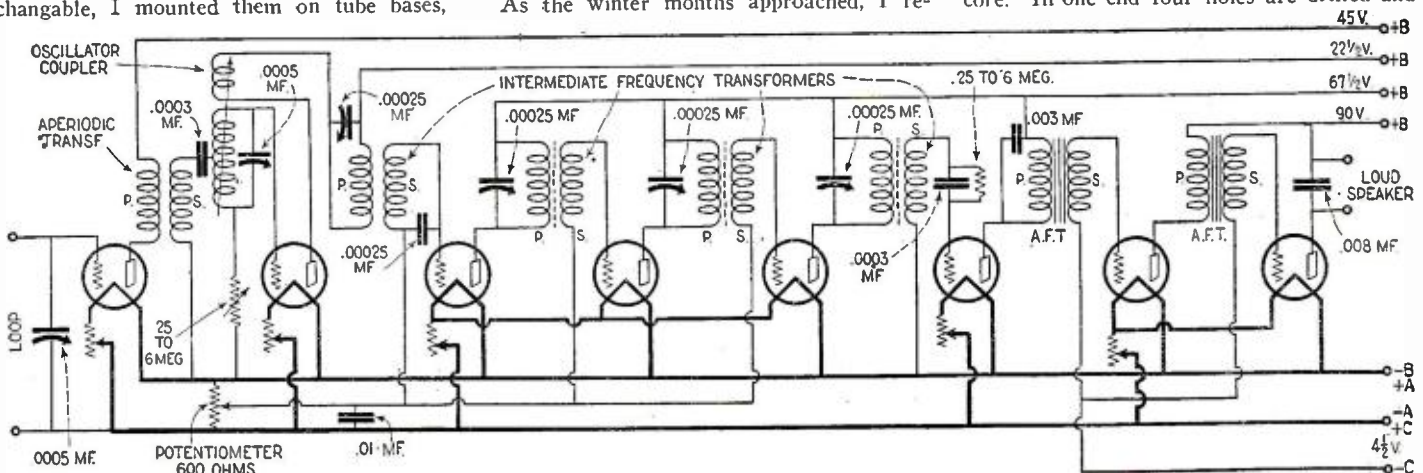 changable, I mounted them on tube bases,
As the winter months approached, I re-
core. In one end four holes are drilled and
45V.
+B
OSCILLATOR
COUPLER
.0005
MF.
22½V.
+B
INTERMEDIATE FREQUENCY TRANSFORMERS
.25 TO 6 MEG.
67½V.
+B
.0003
MF.
.00025
MF
.00025 MF
.00025 MF
.00025 MF
.003 MF
90V.
+B
APERIODIC
TRANSF.
P.
S.
P.
S.
P.
S.
P.
S.
P.
S.
P.
S.
P
S.
LOUD
SPEAKER
.00025
MF
.0003
MF
A.F.T
A.F.T.
.008 MF.
LOOP
25
TO
6 MEG
-B
+A
-A
+C
.0005 MF.
POTENTIOMETER
600 OHMS
.01 MF.
4½V.
-C